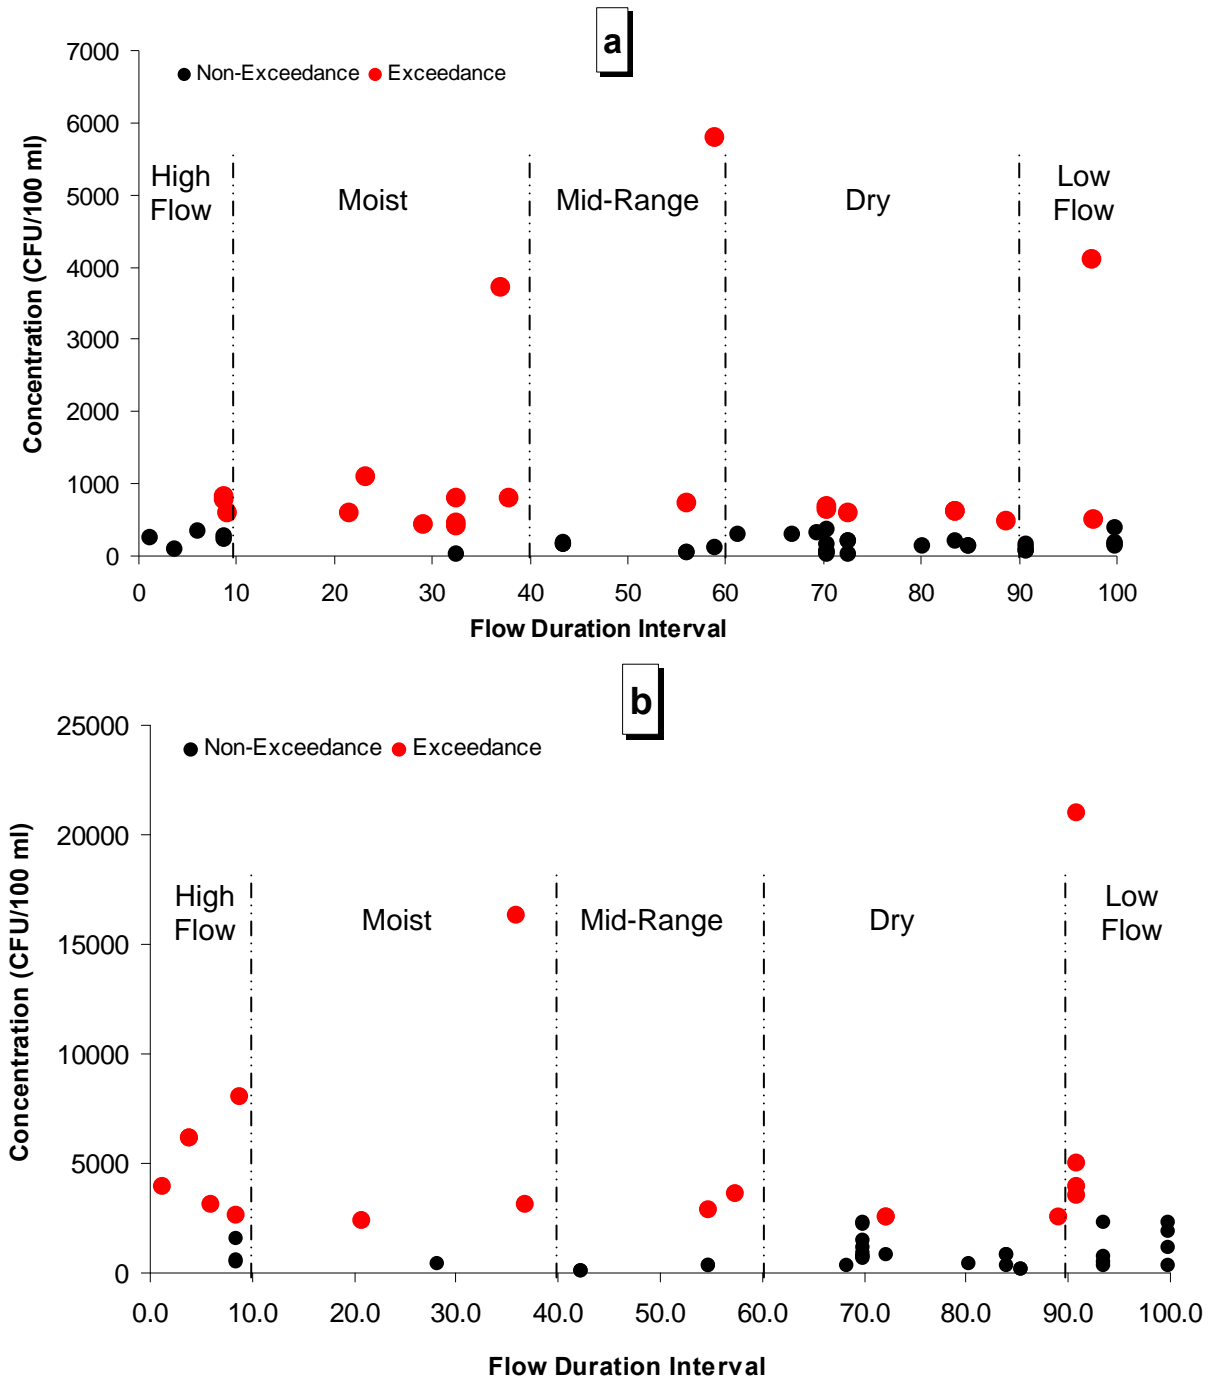 a
7000
Non-Exceedance Exceedance
6000
High
Flow
Moist
Mid-Range
Dry
Low
Flow
5000
4000
3000
2000
1000
0
Concentration (CFU/100 ml)
0 10 20 30 40 50 60 70 80 90 100
Flow Duration Interval
b
25000
Non-Exceedance Exceedance
20000
High
Flow
Moist
Mid-Range
Dry
Low
Flow
15000
10000
5000
0
Concentration (CFU/100 ml)
0.0 10.0 20.0 30.0 40.0 50.0 60.0 70.0 80.0 90.0 100.0
Flow Duration Interval